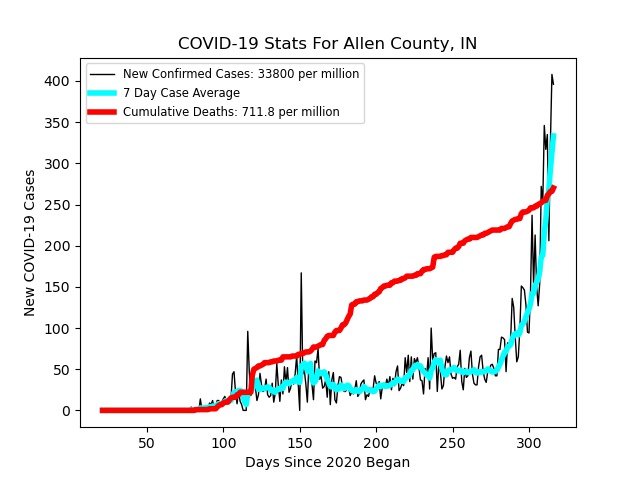 COVID-19 Stats For Allen County, IN
New Confirmed Cases: 33800 per million
7 Day Case Average
Cumulative Deaths: 711.8 per million
New COVID-19 Cases
400
350
300
250
200
150
100
50
0
50 100 150 200 250 300
Days Since 2020 Began